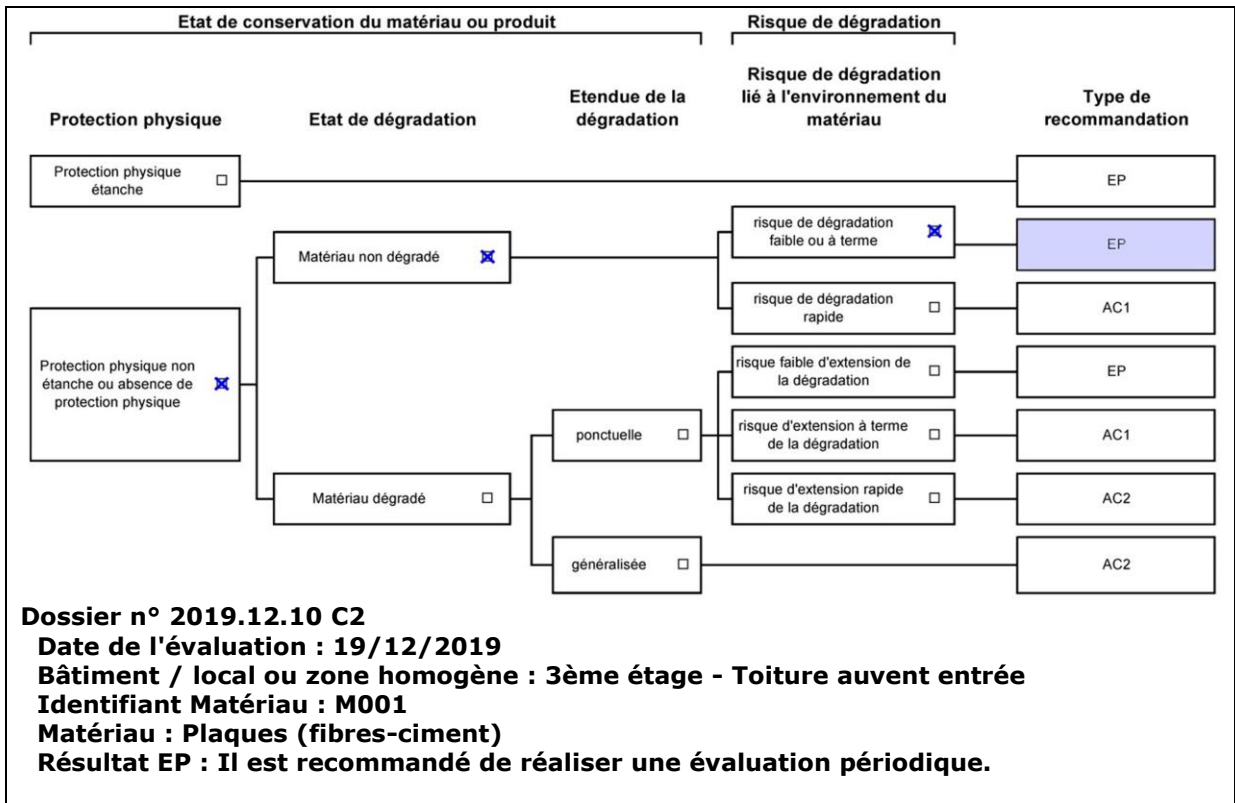 Etat de conservation du matériau ou produit
Risque de dégradation
Protection physique
Etat de dégradation
Etendue de la
dégradation
Risque de dégradation
lié à l'environnement du
matériau
Type de
recommandation
Protection physique
étanche
EP
Matériau non dégradé
risque de dégradation
faible ou à terme
EP
risque de dégradation
rapide
AC1
Protection physique non
étanche ou absence de
protection physique
risque faible d'extension de
la dégradation
EP
ponctuelle
risque d'extension à terme
de la dégradation
AC1
Matériau dégradé
risque d'extension rapide
de la dégradation
AC2
généralisée
AC2
Dossier n° 2019.12.10 C2
Date de l'évaluation : 19/12/2019
Bâtiment / local ou zone homogène : 3ème étage - Toiture auvent entrée
Identifiant Matériau : M001
Matériau : Plaques (fibres-ciment)
Résultat EP : Il est recommandé de réaliser une évaluation périodique.